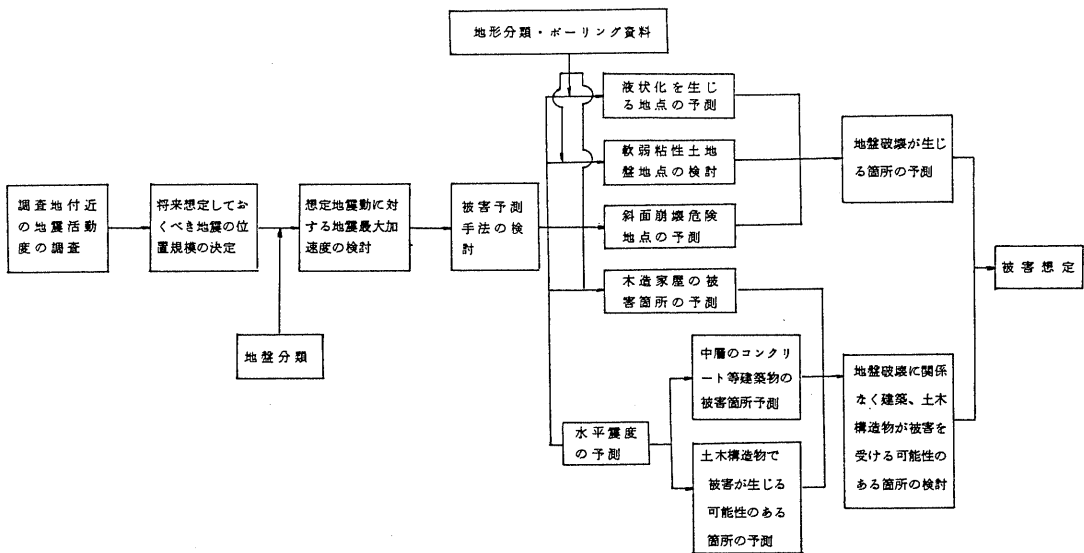 地形分類・ボーリング資料
液状化を生じ
る地点の予測
軟弱粘性土地
盤地点の検討
地盤破壊が生じ
る箇所の予測
調査地付近
の地震活動
度の調査
将来想定してお
くべき地震の位
置規模の決定
想定地震動に対
する地震最大加
速度の検討
被害予測
手法の検
討
斜面崩壊危険
地点の予測
被害想定
木造家屋の被
害箇所の予測
地盤分類
中層のコンクリ
ート等建築物の
被害箇所予測
地盤破壊に関係
なく建築、土木
構造物が被害を
受ける可能性の
ある箇所の検討
水平震度
の予測
土木構造物で
被害が生じる
可能性のある
箇所の予測